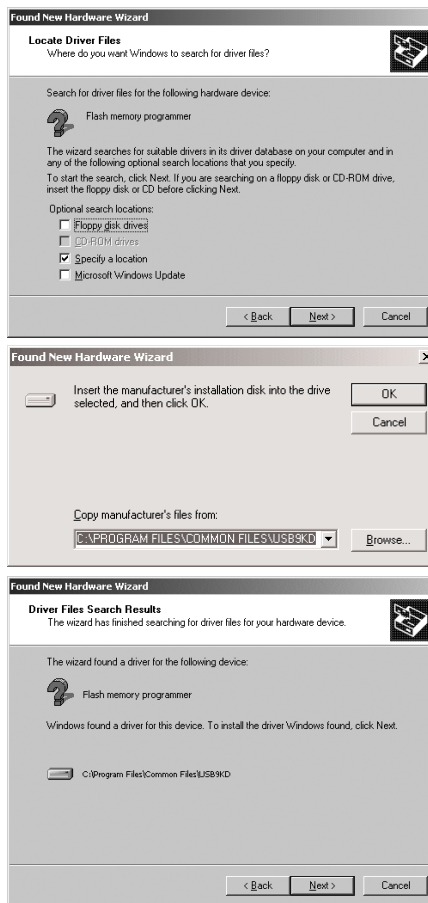 Found New Hardware Wizard
Locate Driver Files
Where do you want Windows to search for driver files?
Search for driver files for the following hardware device:
Flash memory programmer
The wizard searches for suitable drivers in its driver database on your computer and in
any of the following optional search locations that you specify.
To start the search, click Next. If you are searching on a floppy disk or CD-ROM drive,
insert the floppy disk or CD before clicking Next.
Optional search locations:
Floppy disk drives
CD-ROM drives
Specify a location
Microsoft Windows Update
< Back Next > Cancel
Found New Hardware Wizard
Insert the manufacturer's installation disk into the drive
selected, and then click OK.
OK
Cancel
Copy manufacturer's files from:
C:\PROGRAM FILES\COMMON FILES\USB9KD
Browse...
Found New Hardware Wizard
Driver Files Search Results
The wizard has finished searching for driver files for your hardware device.
The wizard found a driver for the following device:
Flash memory programmer
Windows found a driver for this device. To install the driver Windows found, click Next.
C:\Program Files\Common Files\USB9KD
< Back Next > Cancel